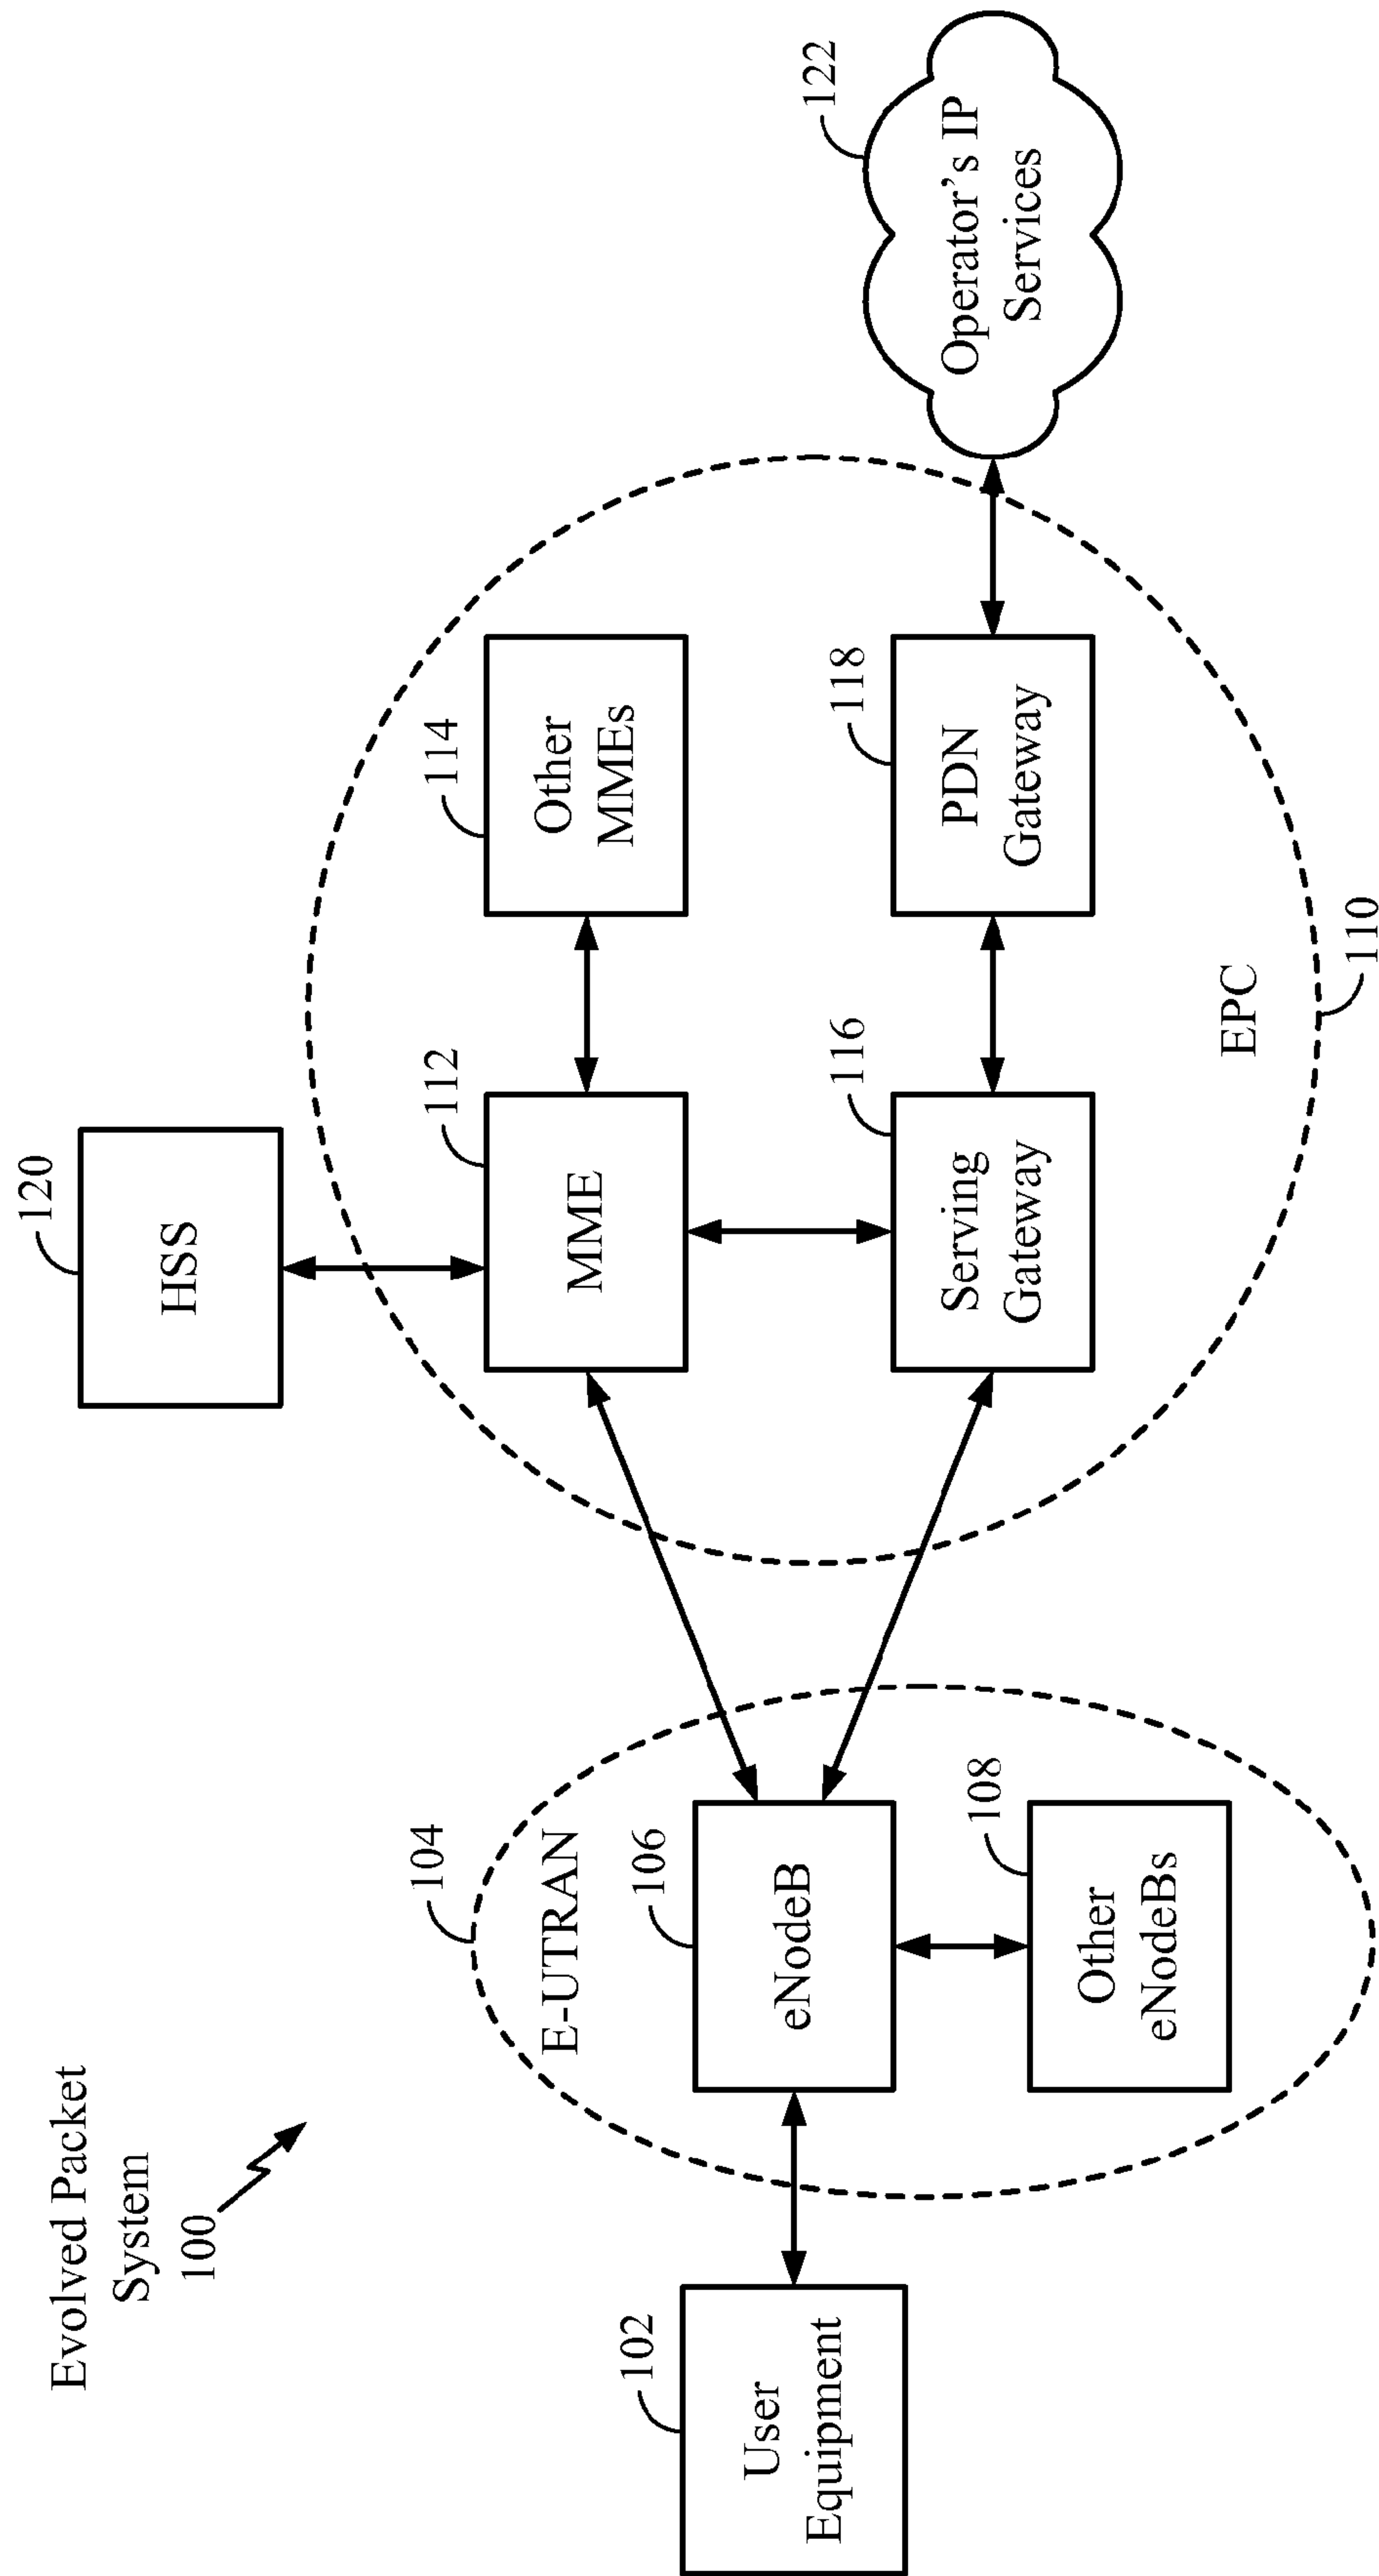 Evolved Packet
System
100
102
User
Equipment
104
E-UTRAN
106
eNodeB
108
Other
eNodeBs
120
HSS
112
MME
114
Other
MMEs
116
Serving
Gateway
118
PDN
Gateway
EPC
110
122
Operator's IP
Services